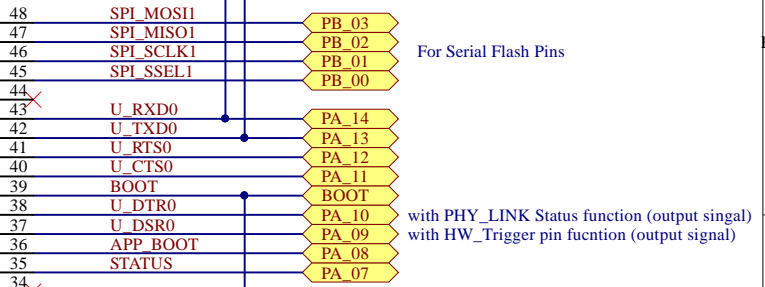 48 SPI_MOSI1 PB_03
47 SPI_MISO1 PB_02
For Serial Flash Pins
46 SPI_SCLK1 PB_01
45 SPI_SSEL1 PB_00
44
43 U_RXD0 PA_14
42 U_TXD0 PA_13
41 U_RTS0 PA_12
40 U_CTS0 PA_11
39 BOOT BOOT
38 U_DTR0 PA_10 with PHY_LINK Status function (output singal)
37 U_DSR0 PA_09 with HW_Trigger pin fucntion (output signal)
36 APP_BOOT PA_08
35 STATUS PA_07
34